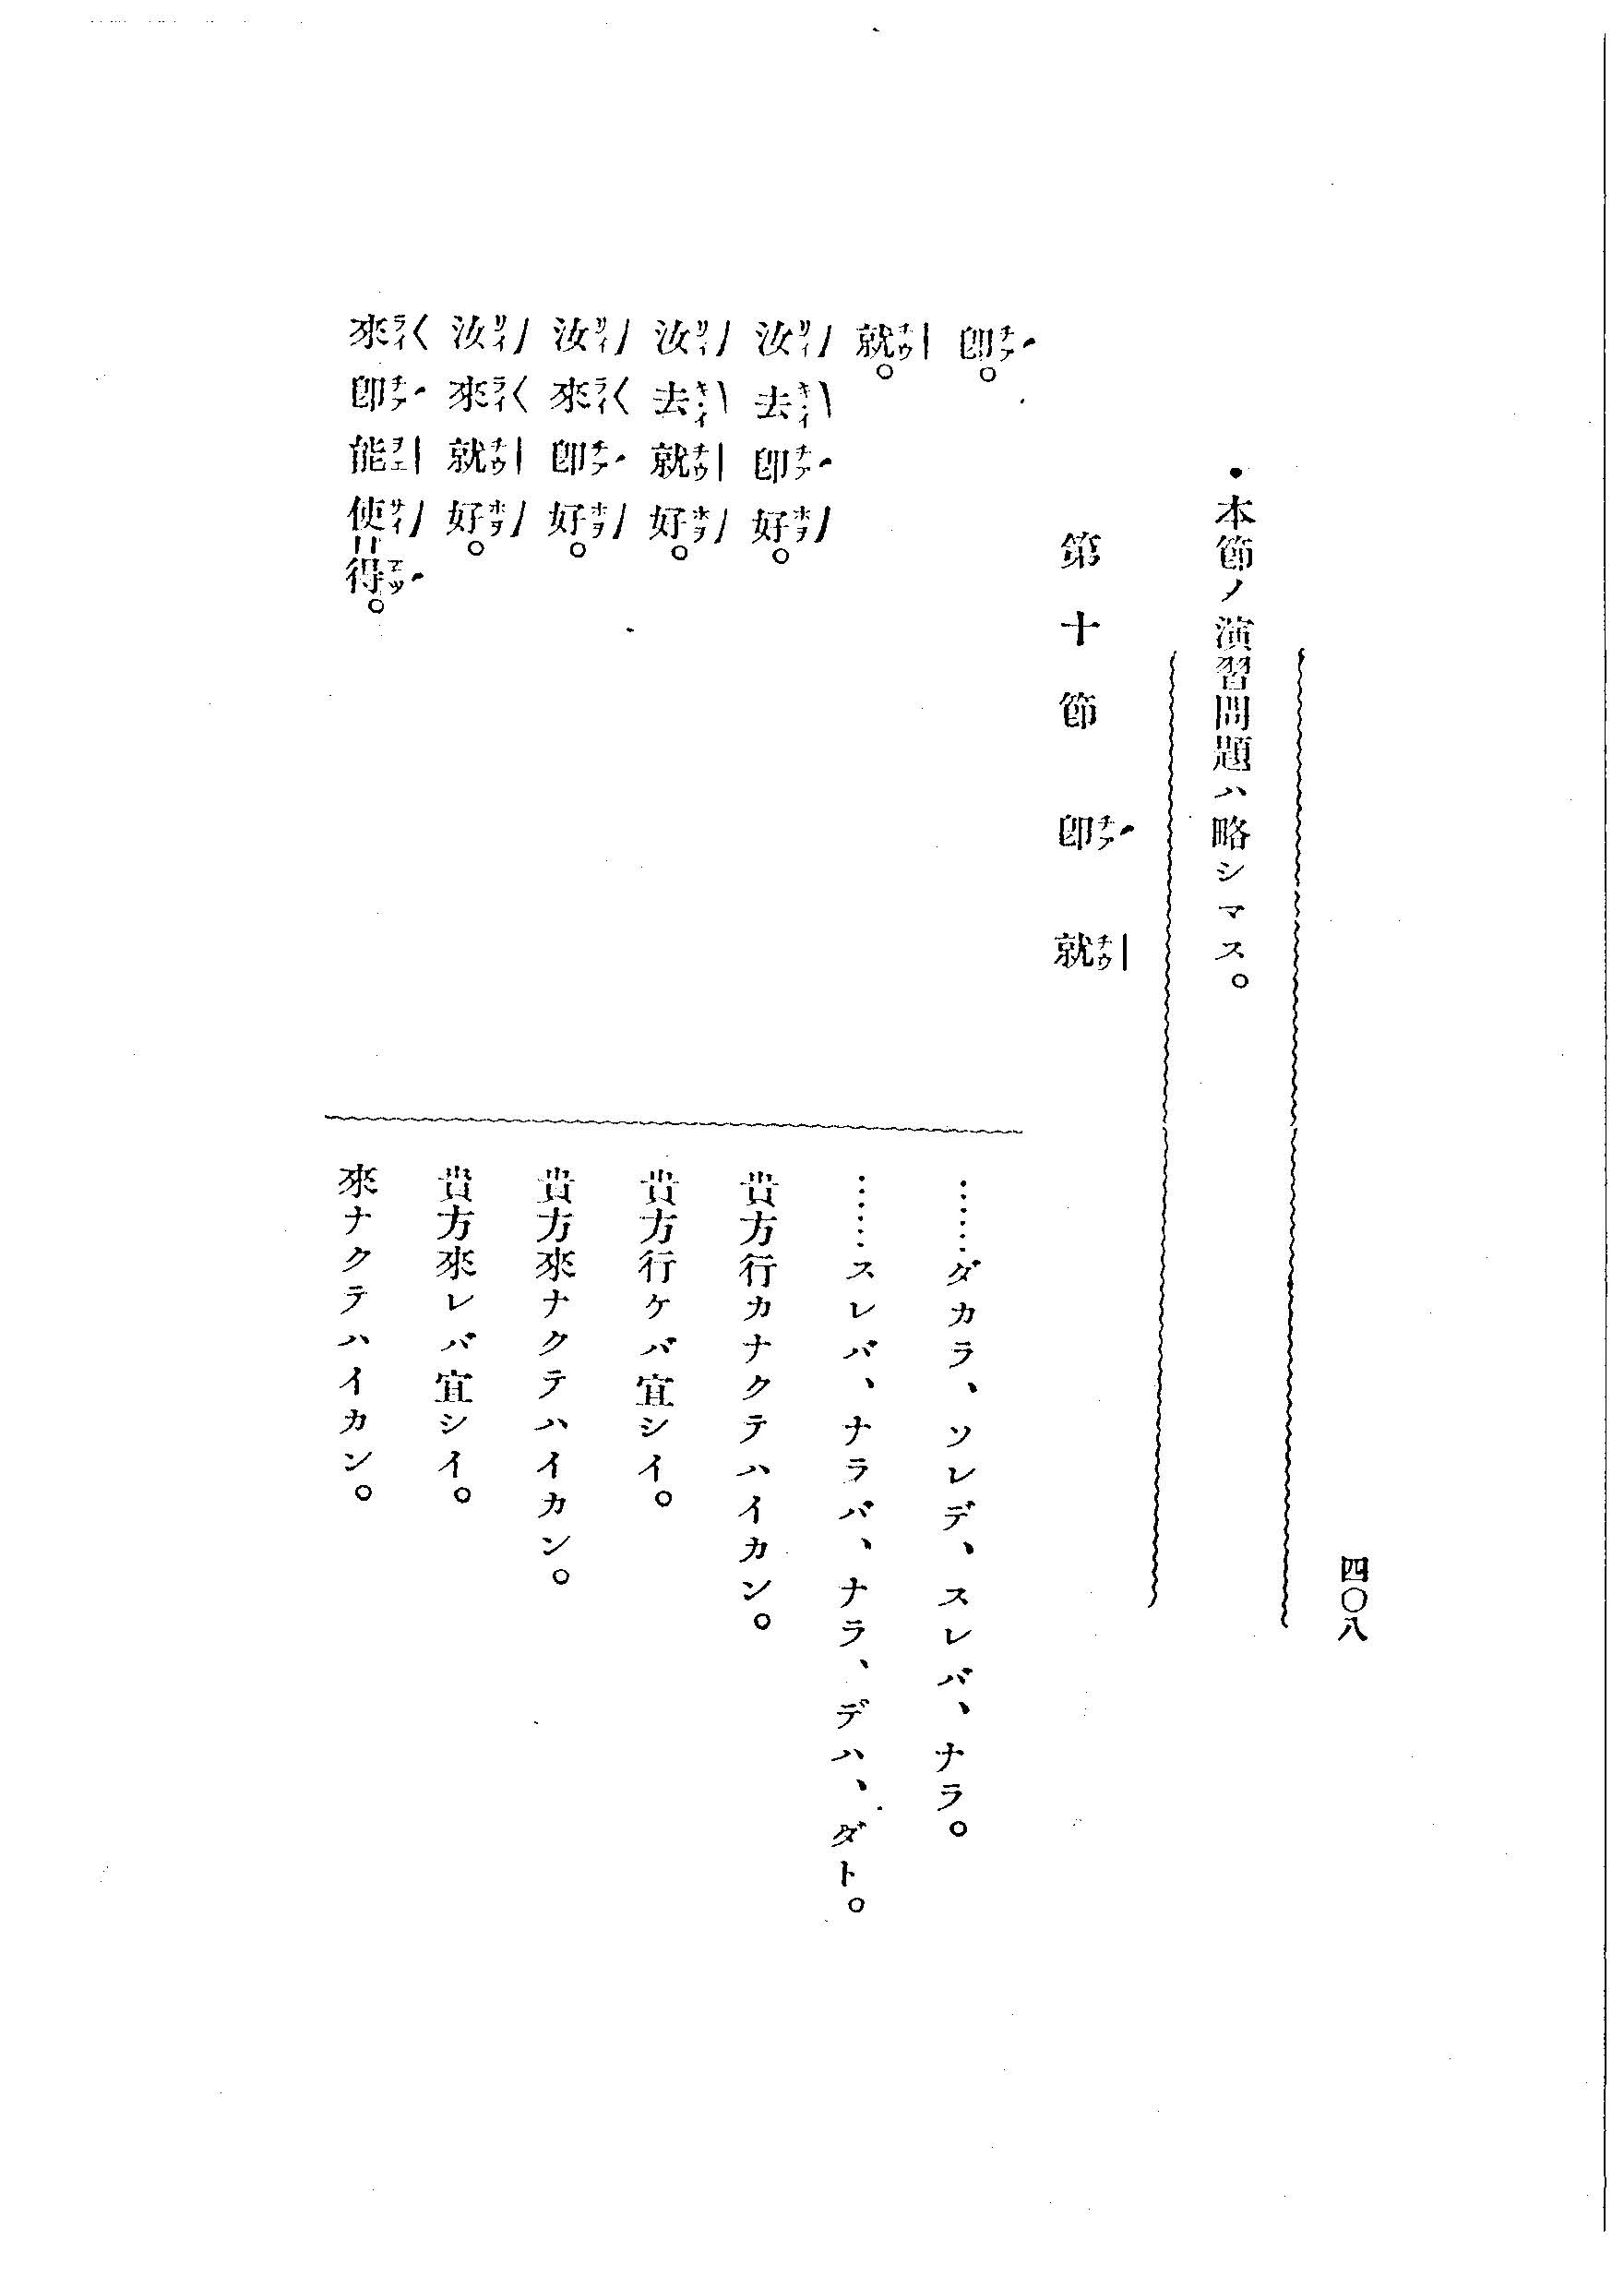 四〇八
・本節ノ演習問題ハ略シマス。
第十節 卽 就
卽。
就。
汝去卽好。
汝去就好。
汝來卽好。
汝來就好。
來卽能使得。
……ダカラ、ソレデ、スレバ、ナラ。
……スレバ、ナラバ、ナラ、デハ、ダト。
貴方行カナクテハイカン。
貴方行ケバ宜シイ。
貴方來ナクテハイカン。
貴方來レバ宜シイ。
來ナクテハイカン。